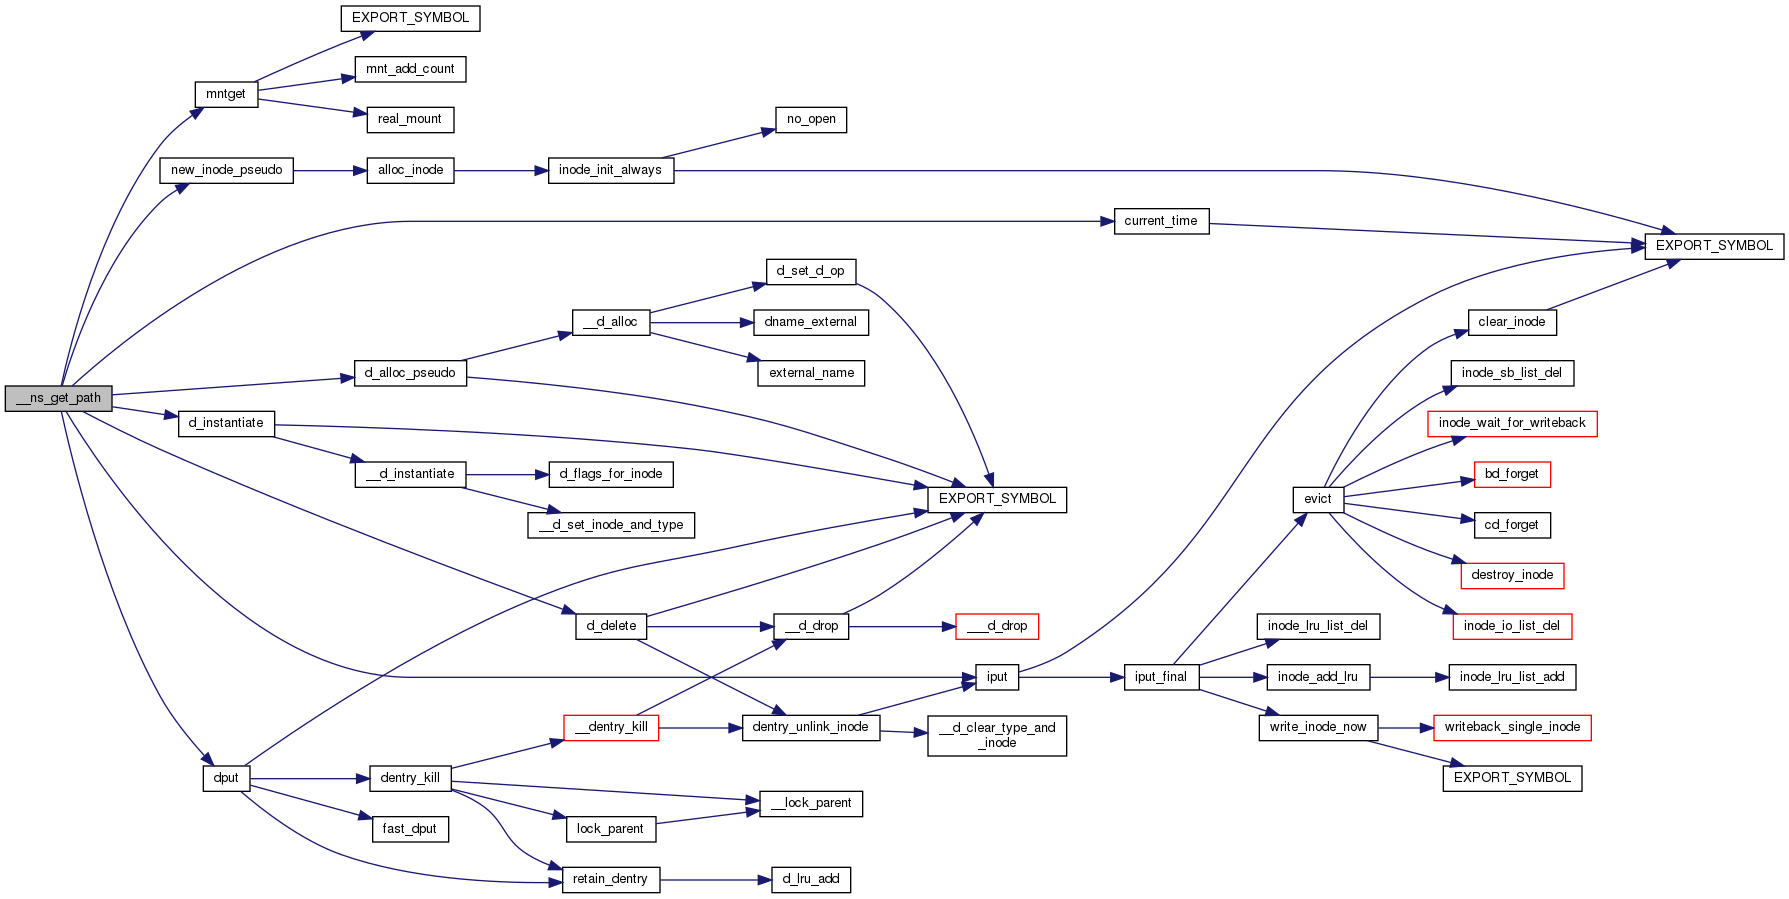 EXPORT_SYMBOL
mnt_add_count
mntget
real_mount
no_open
new_inode_pseudo
alloc_inode
inode_init_always
current_time
EXPORT_SYMBOL
d_set_d_op
__d_alloc
dname_external
clear_inode
d_alloc_pseudo
external_name
inode_sb_list_del
__ns_get_path
d_instantiate
inode_wait_for_writeback
__d_instantiate
d_flags_for_inode
bd_forget
EXPORT_SYMBOL
evict
__d_set_inode_and_type
cd_forget
destroy_inode
d_delete
__d_drop
___d_drop
inode_lru_list_del
inode_io_list_del
iput
iput_final
inode_add_lru
inode_lru_list_add
__dentry_kill
dentry_unlink_inode
__d_clear_type_and
_inode
write_inode_now
writeback_single_inode
dput
dentry_kill
EXPORT_SYMBOL
__lock_parent
fast_dput
lock_parent
retain_dentry
d_lru_add